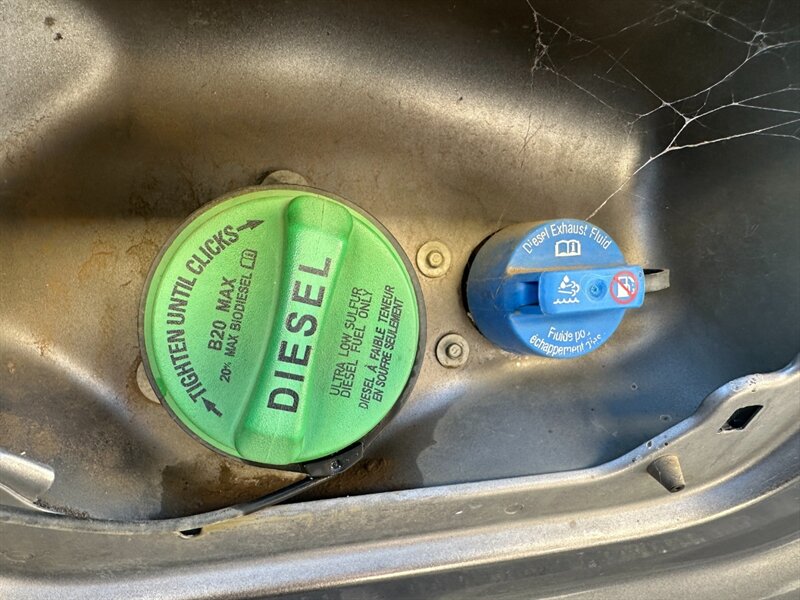 TIGHTEN UNTIL CLICKS
B20 MAX
20% MAX BIODIESEL
DIESEL
ULTRA LOW SULFUR
DIESEL FUEL ONLY
DIESEL À FAIBLE TENEUR
EN SOUFRE SEULEMENT
Diesel Exhaust Fluid
Fluide
échappement